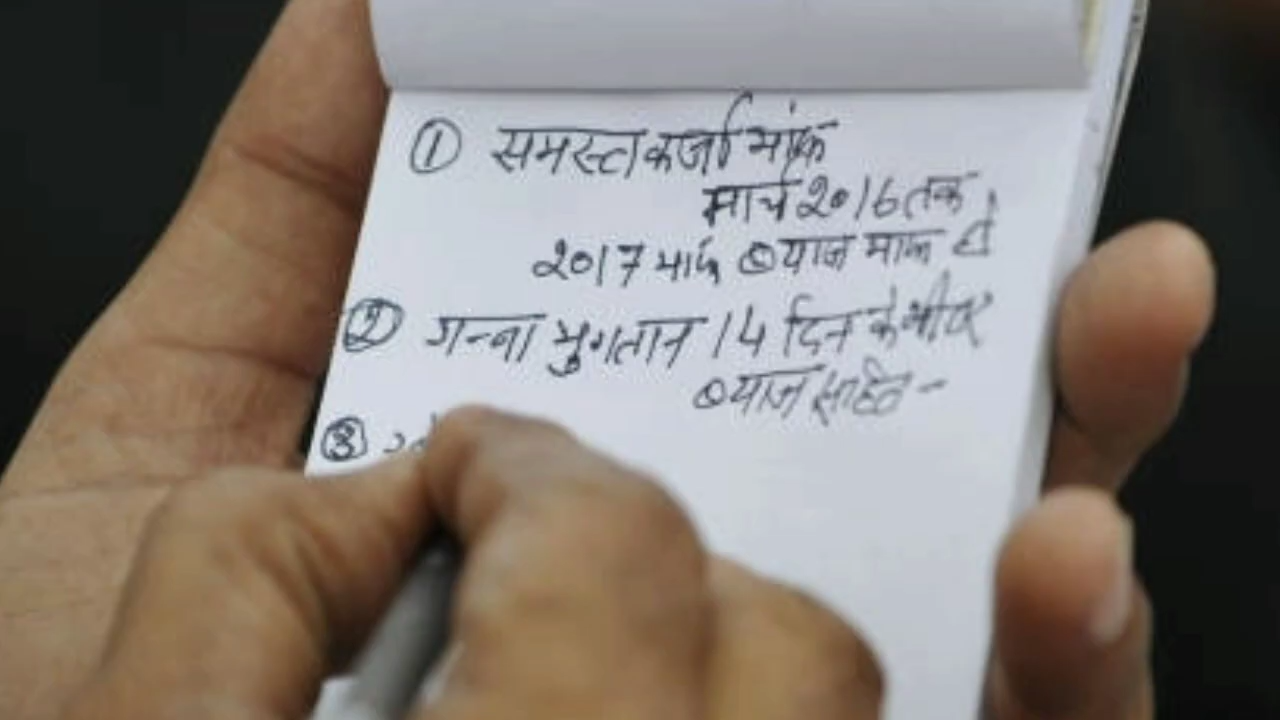 ① समस्त कर्जा माफ
मार्च 2016 तक
2017 मार्च ब्याज माफ हो
② गन्ना भुगतान 14 दिन के भीतर
ब्याज सहित -
③